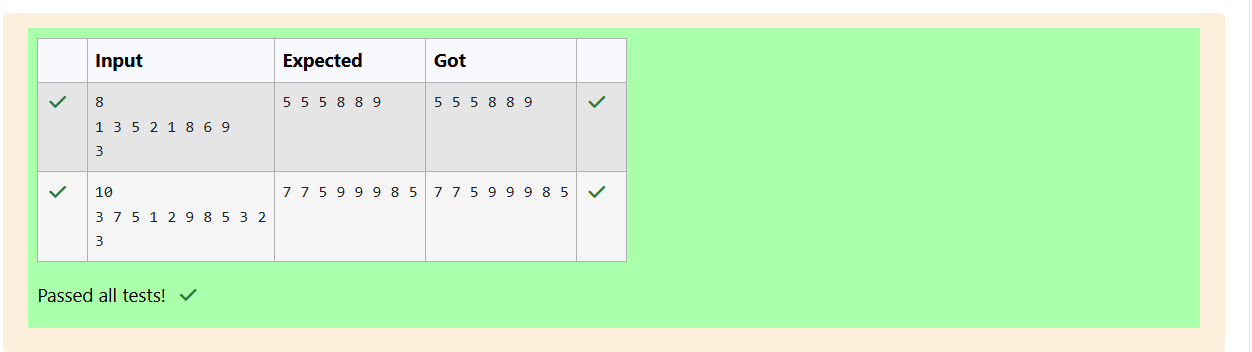 Input Expected Got
8 5 5 5 8 8 9 5 5 5 8 8 9
1 3 5 2 1 8 6 9
3
10 7 7 5 9 9 9 8 5 7 7 5 9 9 9 8 5
3 7 5 1 2 9 8 5 3 2
3
Passed all tests!